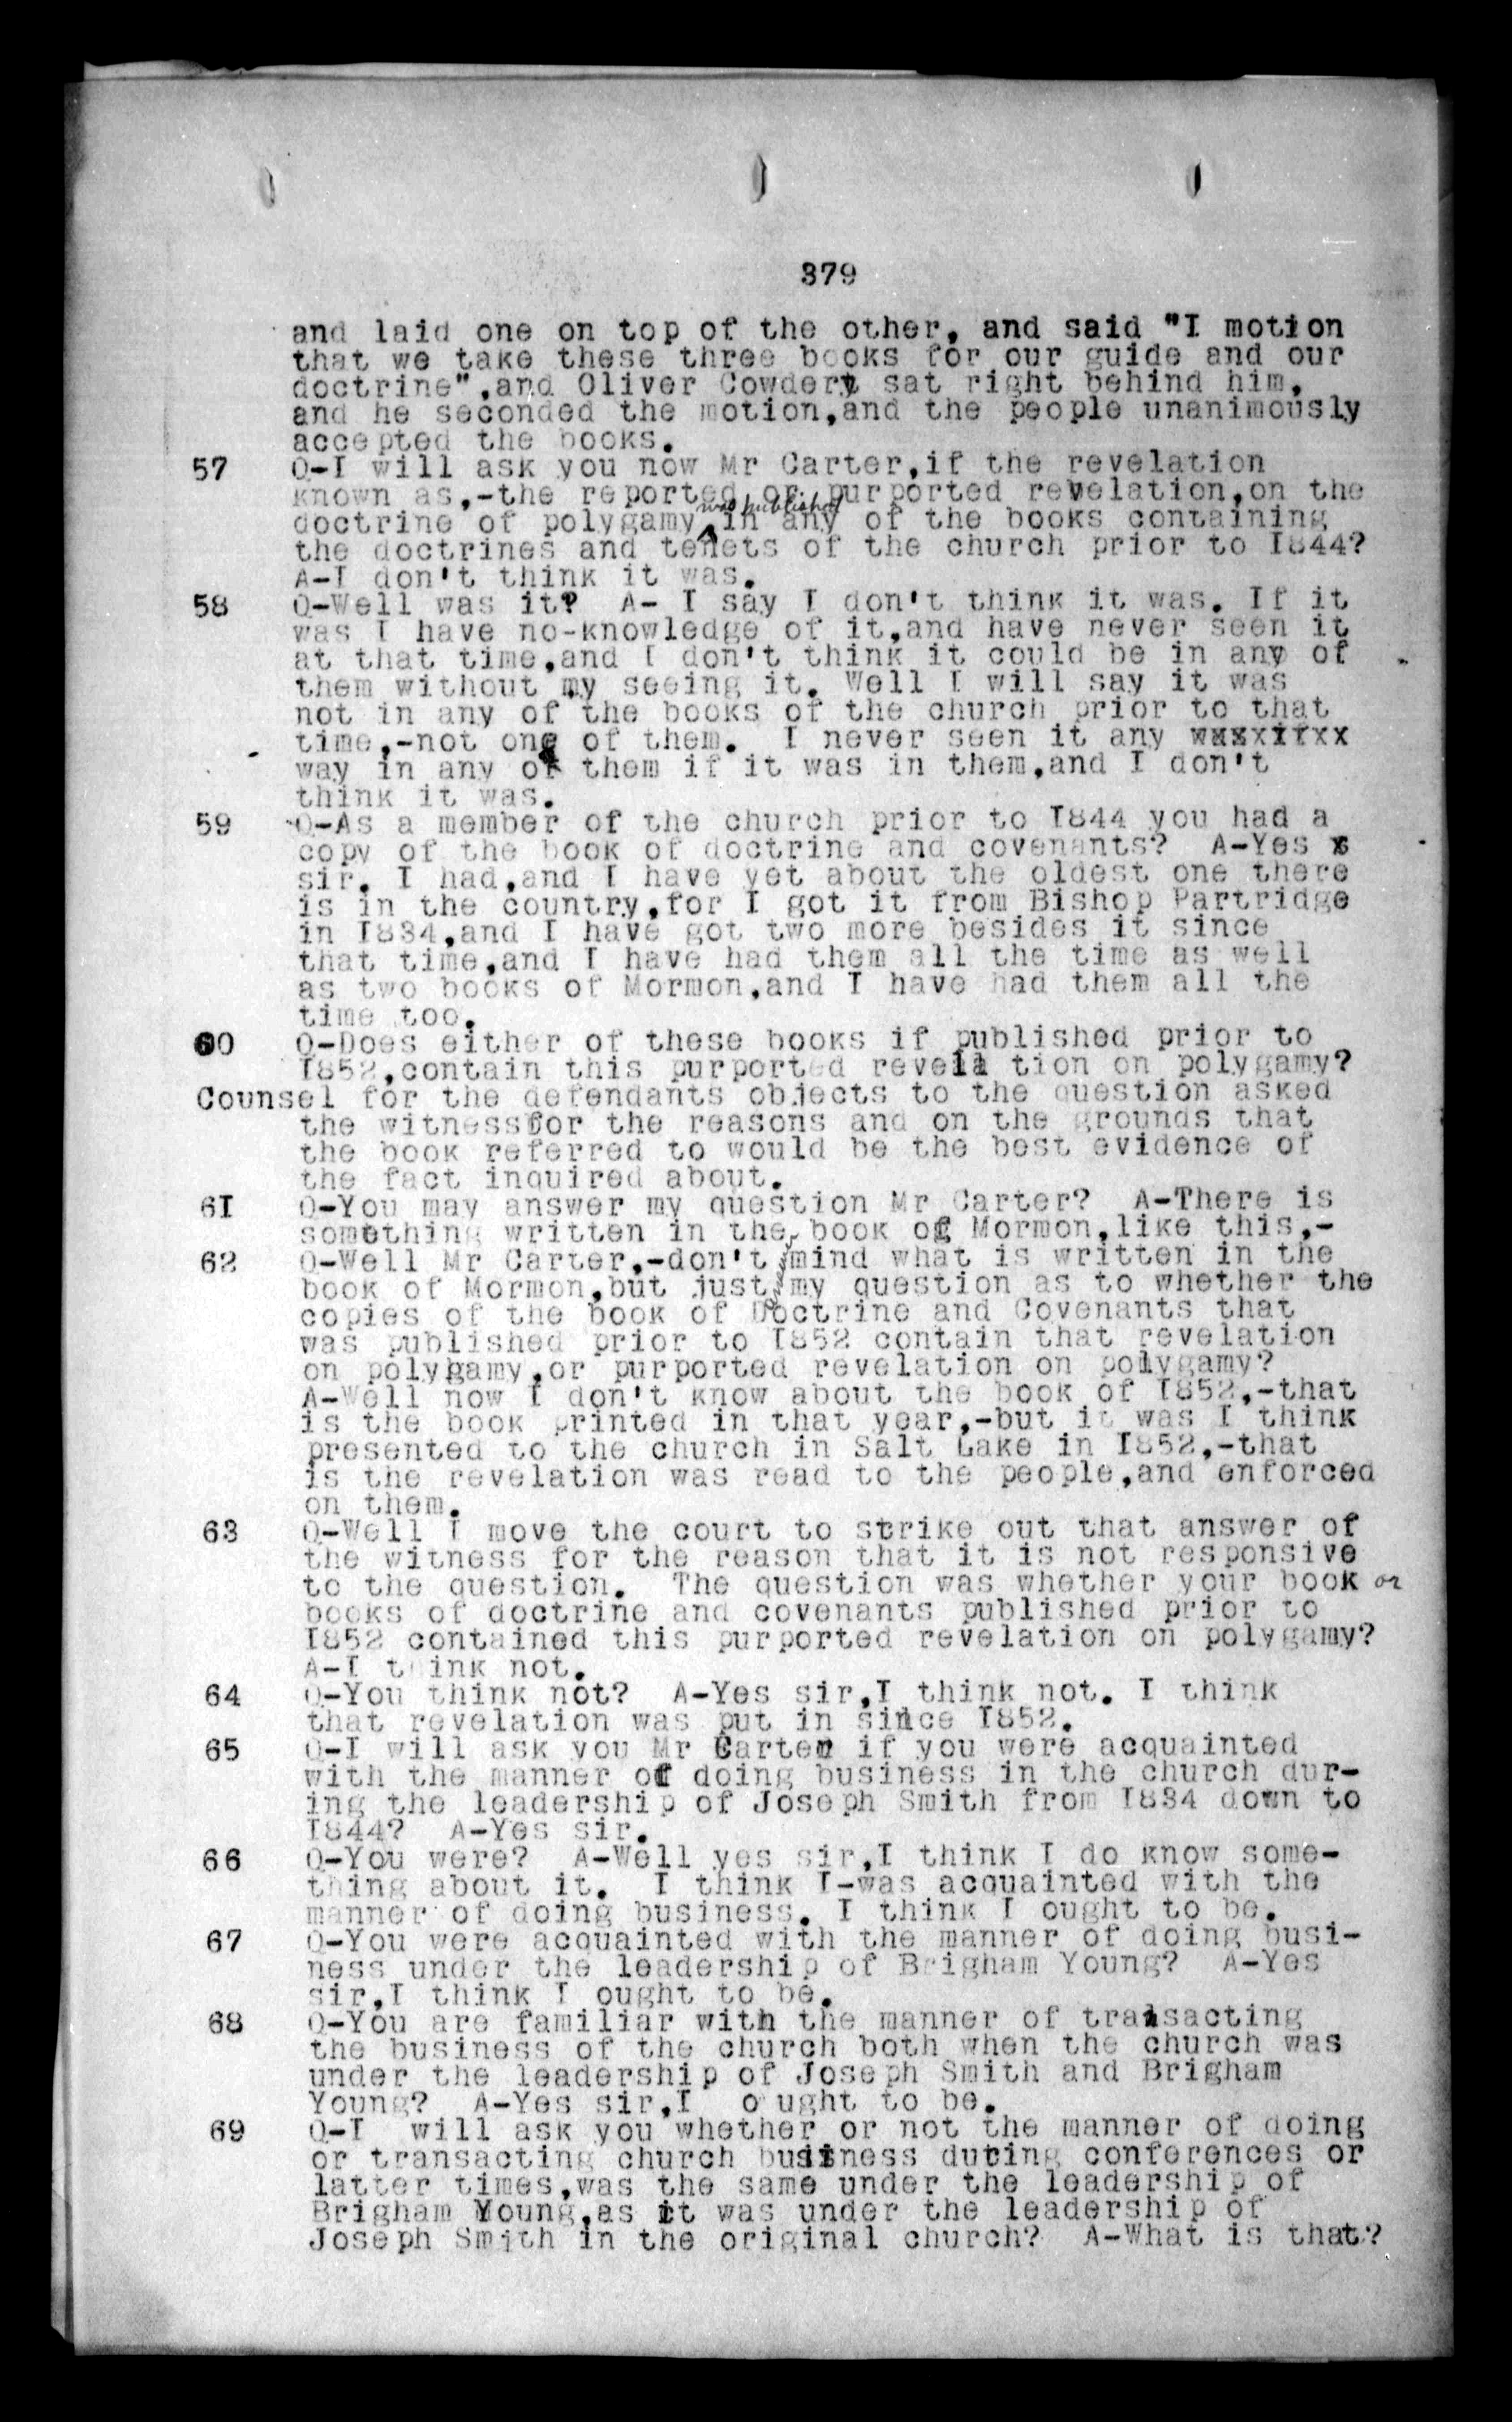 379
and laid one on top of the other, and said "I motion
that we take these three books for our guide and our
doctrine",and Oliver Cowdery sat right behind him,
and he seconded the motion,and the people unanimously
accepted the books.
57 Q-I will ask you now Mr Carter,if the revelation
known as,-the reported or purported revelation,on the
was published
doctrine of polygamy in any of the books containing
the doctrines and tenets of the church prior to I844?
A-I don't think it was.
58 Q-Well was it? A- I say I don't think it was. If it
was I have no-knowledge of it,and have never seen it
at that time,and I don't think it could be in any of
them without my seeing it. Well I will say it was
not in any of the books of the church prior to that
time,-not one of them. I never seen it any wasxifxx
way in any of them if it was in them,and I don't
think it was.
59 Q-As a member of the church prior to I844 you had a
copy of the book of doctrine and covenants? A-Yes x
sir. I had,and I have yet about the oldest one there
is in the country,for I got it from Bishop Partridge
in I834,and I have got two more besides it since
that time,and I have had them all the time as well
as two books of Mormon,and I have had them all the
time too.
60 Q-Does either of these books if published prior to
I852,contain this purported revela tion on polygamy?
Counsel for the defendants objects to the question asked
the witnessfor the reasons and on the grounds that
the book referred to would be the best evidence of
the fact inquired about.
6I Q-You may answer my question Mr Carter? A-There is
something written in the book of Mormon,like this,-
62 Q-Well Mr Carter,-don't mind what is written in the
book of Mormon,but just answer my question as to whether the
copies of the book of Doctrine and Covenants that
was published prior to I852 contain that revelation
on polygamy,or purported revelation on polygamy?
A-Well now I don't know about the book of I852,-that
is the book printed in that year,-but it was I think
presented to the church in Salt Lake in I852,-that
is the revelation was read to the people,and enforced
on them.
63 Q-Well I move the court to strike out that answer of
the witness for the reason that it is not responsive
to the question. The question was whether your book or
books of doctrine and covenants published prior to
I852 contained this purported revelation on polygamy?
A-I think not.
64 Q-You think not? A-Yes sir,I think not. I think
that revelation was put in since I852.
65 Q-I will ask you Mr Carter if you were acquainted
with the manner of doing business in the church dur-
ing the leadership of Joseph Smith from I834 down to
I844? A-Yes sir.
66 Q-You were? A-Well yes sir,I think I do know some-
thing about it. I think I-was acquainted with the
manner of doing business. I think I ought to be.
67 Q-You were acquainted with the manner of doing busi-
ness under the leadership of Brigham Young? A-Yes
sir,I think I ought to be.
68 Q-You are familiar with the manner of transacting
the business of the church both when the church was
under the leadership of Joseph Smith and Brigham
Young? A-Yes sir,I o ught to be.
69 Q-I will ask you whether or not the manner of doing
or transacting church business during conferences or
latter times,was the same under the leadership of
Brigham Young,as it was under the leadership of
Joseph Smith in the original church? A-What is that?